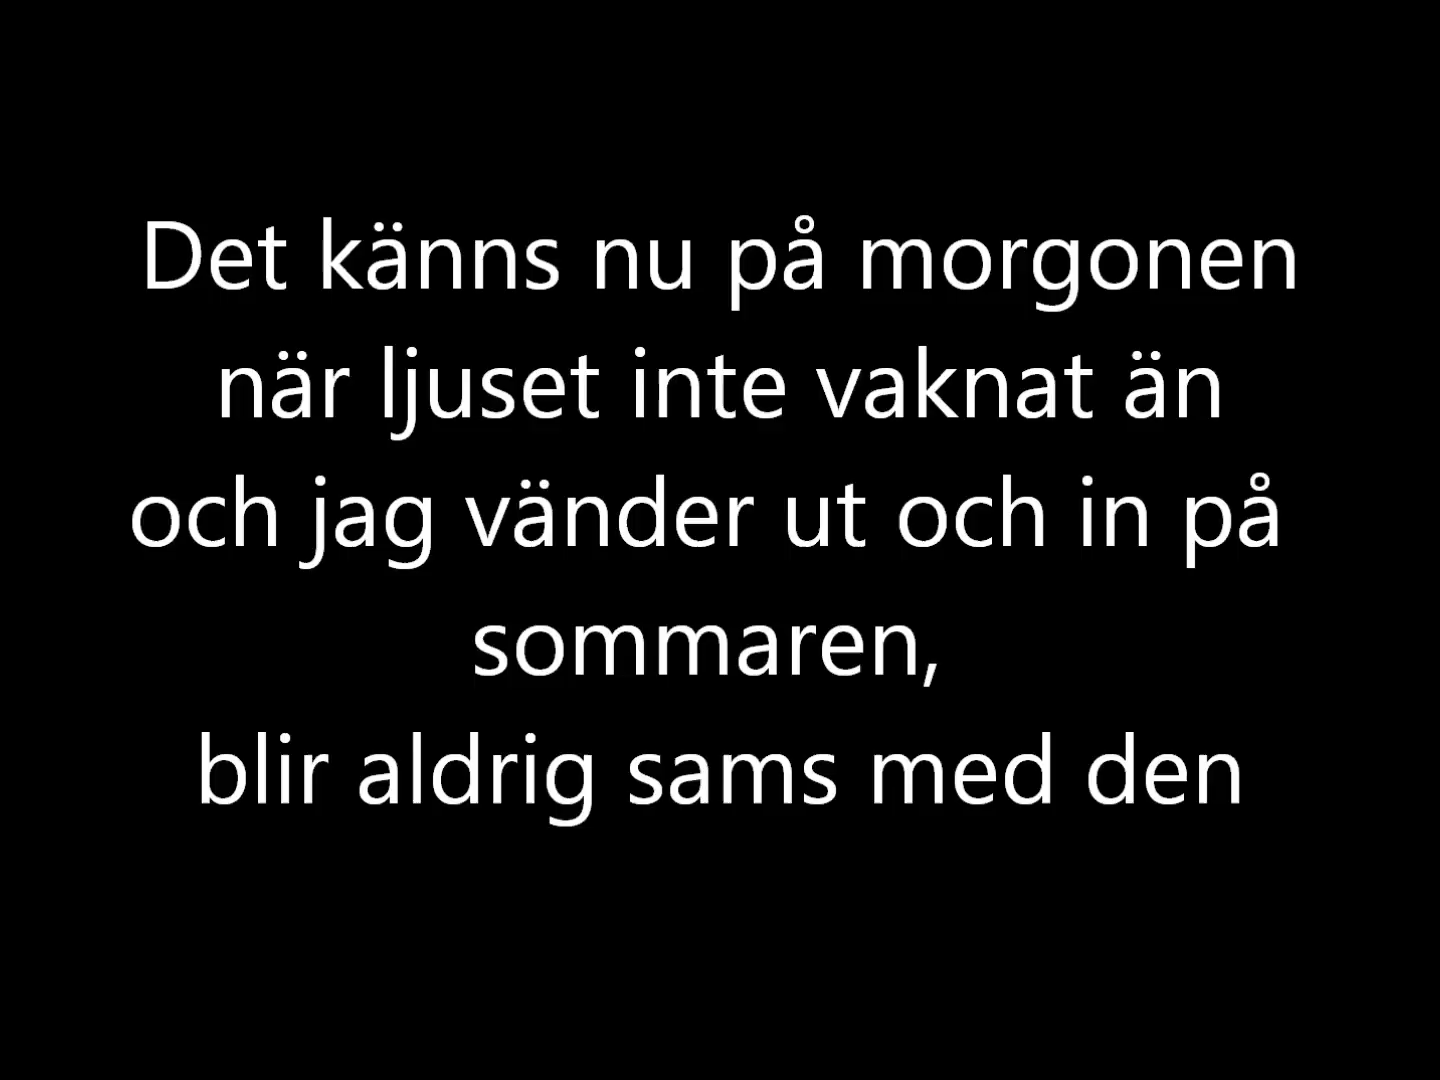 Det känns nu på morgonen
när ljuset inte vaknat än
och jag vänder ut och in på
sommaren,
blir aldrig sams med den